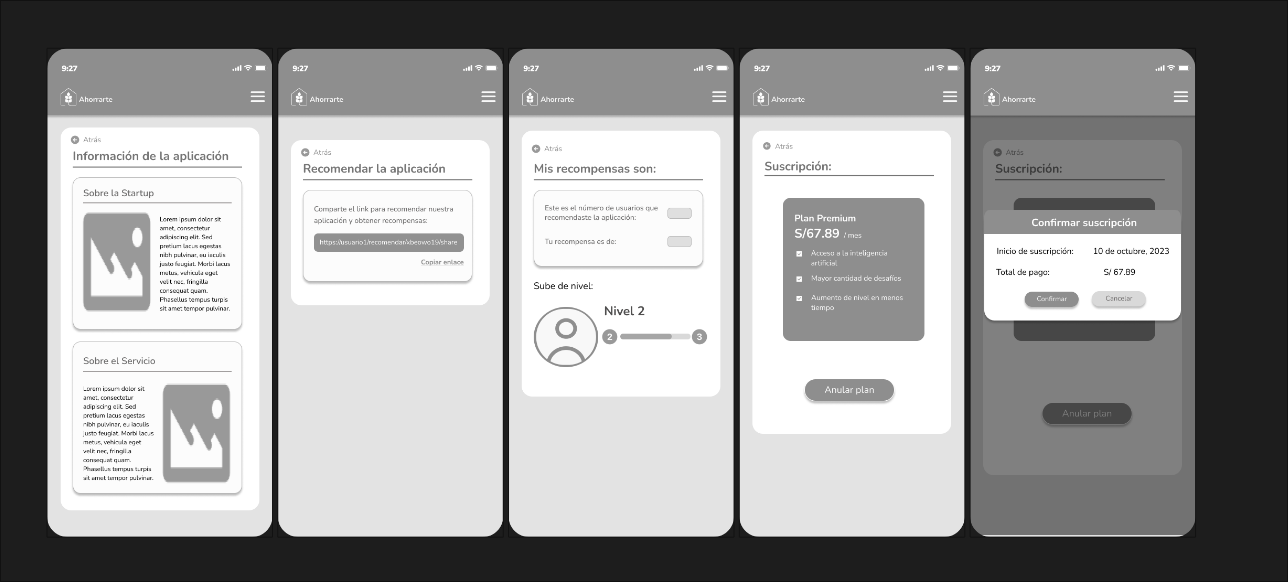 9:27
Ahorrarte
Atrás
Información de la aplicación
Sobre la Startup
Lorem ipsum dolor sit
amet, consectetur
adipiscing elit. Sed
pretium lacus egestas
nibh pulvinar, eu iaculis
justo feugiat. Morbi lacus
metus, vehicula eget
velit nec, fringilla
consequat quam.
Phasellus tempus turpis
sit amet tempor pulvinar.
Sobre el Servicio
Lorem ipsum dolor sit
amet, consectetur
adipiscing elit. Sed
pretium lacus egestas
nibh pulvinar, eu iaculis
justo feugiat. Morbi lacus
metus, vehicula eget
velit nec, fringilla
consequat quam.
Phasellus tempus turpis
sit amet tempor pulvinar.
9:27
Ahorrarte
Atrás
Recomendar la aplicación
Comparte el link para recomendar nuestra
aplicación y obtener recompensas:
Copiar enlace
9:27
Ahorrarte
Atrás
Mis recompensas son:
Este es el número de usuarios que
recomendaste la aplicación:
Tu recompensa es de:
Sube de nivel:
Nivel 2
2
3
9:27
Ahorrarte
Atrás
Suscripción:
Plan Premium
S/67.89 / mes
Acceso a la inteligencia
artificial
Mayor cantidad de desafíos
Aumento de nivel en menos
tiempo
Anular plan
9:27
Ahorrarte
Atrás
Suscripción:
Confirmar suscripción
Inicio de suscripción: 10 de octubre, 2023
Total de pago: S/ 67.89
Confirmar
Cancelar
Anular plan